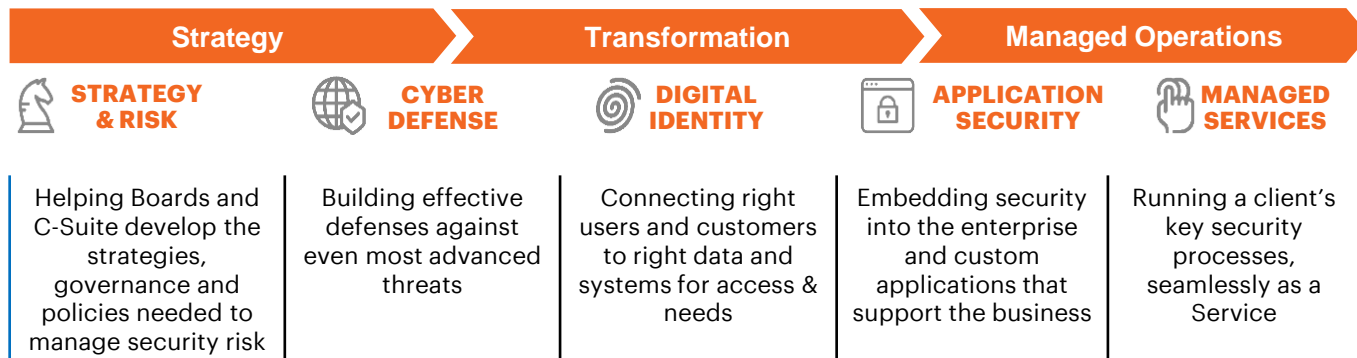 Strategy
Transformation
Managed Operations
STRATEGY
& RISK
CYBER
DEFENSE
DIGITAL
IDENTITY
APPLICATION
SECURITY
MANAGED
SERVICES
Helping Boards and
C-Suite develop the
strategies,
governance and
policies needed to
manage security risk
Building effective
defenses against
even most advanced
threats
Connecting right
users and customers
to right data and
systems for access &
needs
Embedding security
into the enterprise
and custom
applications that
support the business
Running a client’s
key security
processes,
seamlessly as a
Service